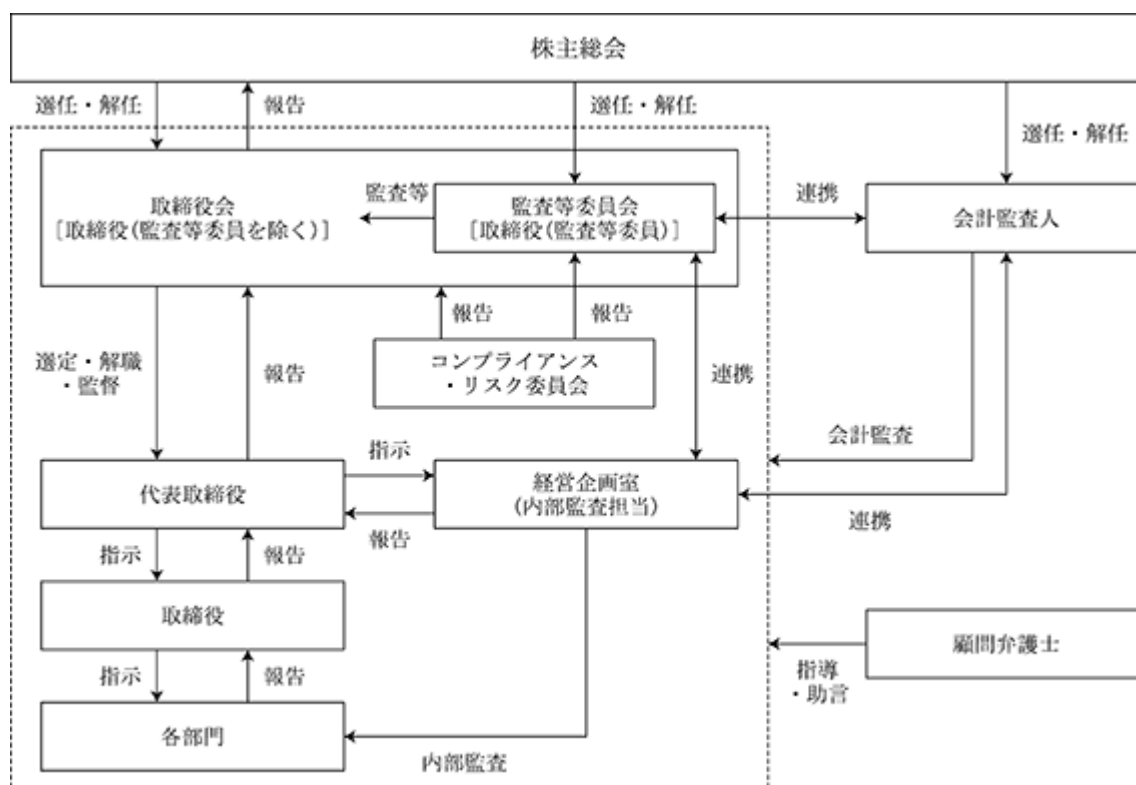 株主総会
選任・解任
報告
選任・解任
選任・解任
取締役会
[取締役(監査等委員を除く)]
監査等
監査等委員会
[取締役(監査等委員)]
連携
会計監査人
報告
報告
コンプライアンス
・リスク委員会
選定・解職
・監督
報告
連携
会計監査
代表取締役
指示
報告
経営企画室
(内部監査担当)
連携
指示
報告
取締役
顧問弁護士
指導
・助言
指示
報告
各部門
内部監査